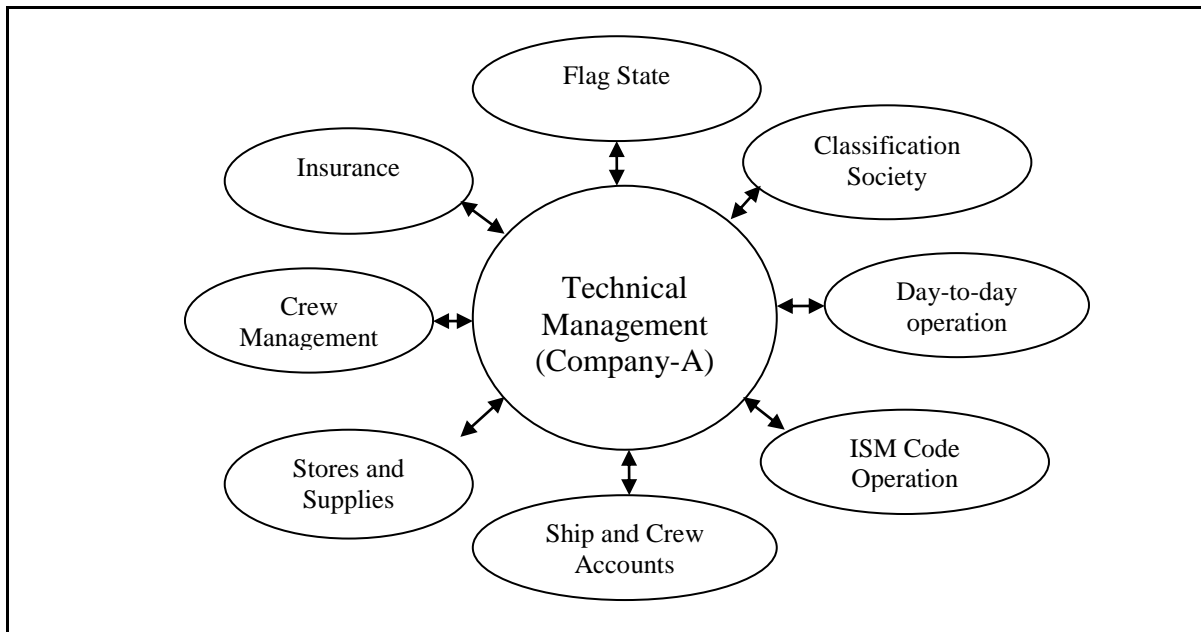 Flag State
Classification
Society
Insurance
Day-to-day
operation
Technical
Management
(Company-A)
Crew
Management
ISM Code
Operation
Stores and
Supplies
Ship and Crew
Accounts